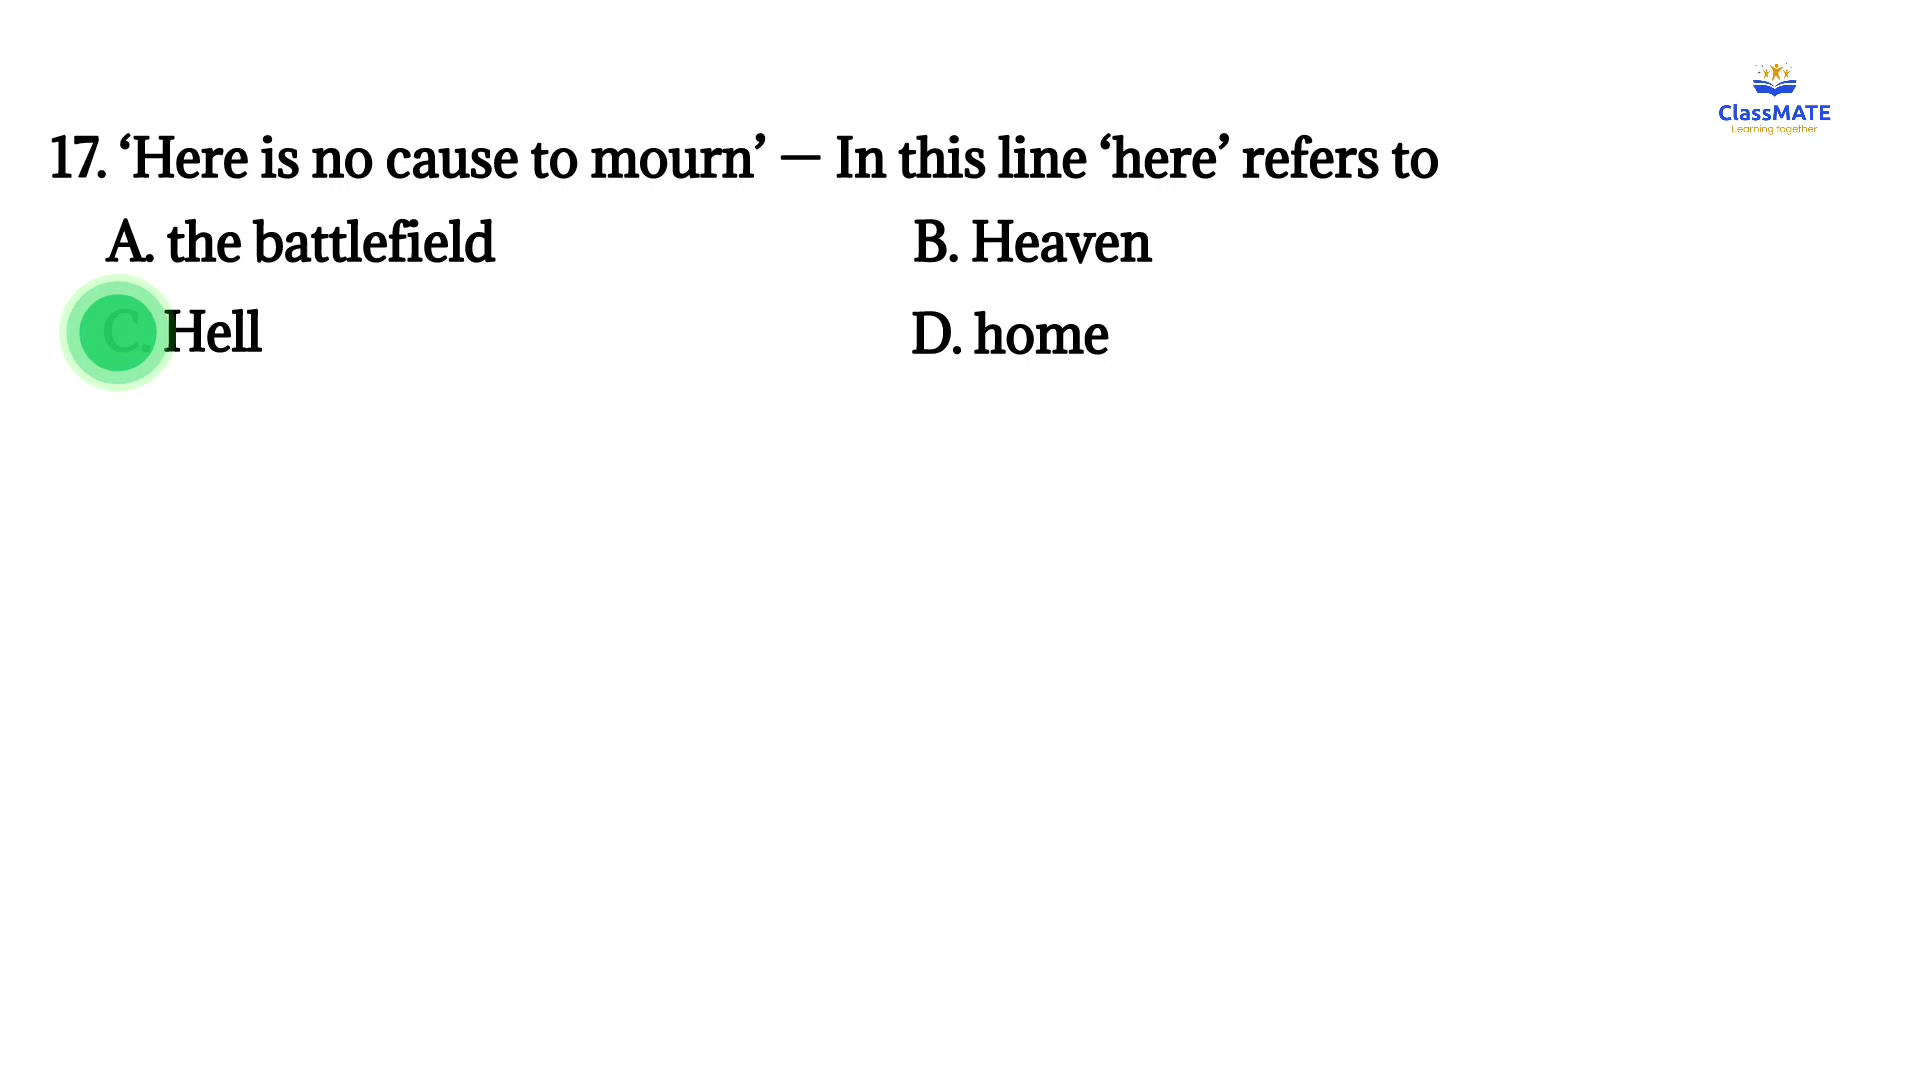 ClassMATE
Learning together
17. ‘Here is no cause to mourn’ — In this line ‘here’ refers to
A. the battlefield
B. Heaven
C. Hell
D. home